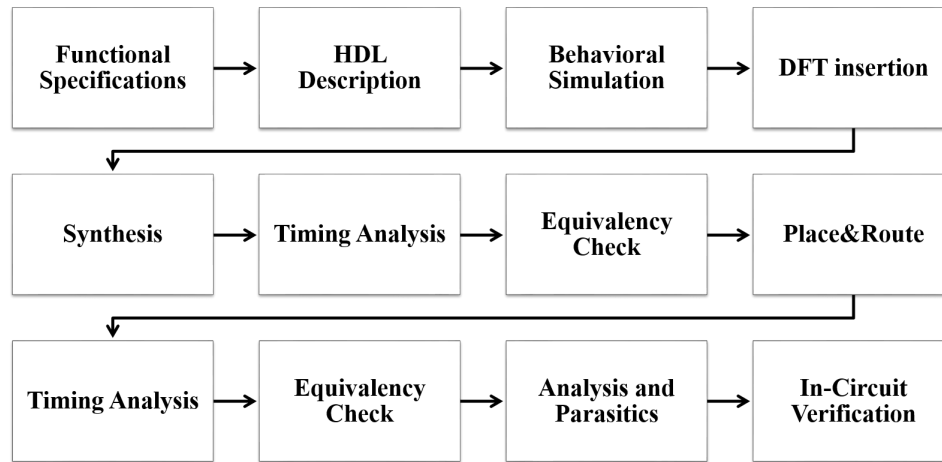 Functional
Specifications
HDL
Description
Behavioral
Simulation
DFT insertion
Synthesis
Timing Analysis
Equivalency
Check
Place&Route
Timing Analysis
Equivalency
Check
Analysis and
Parasitics
In-Circuit
Verification